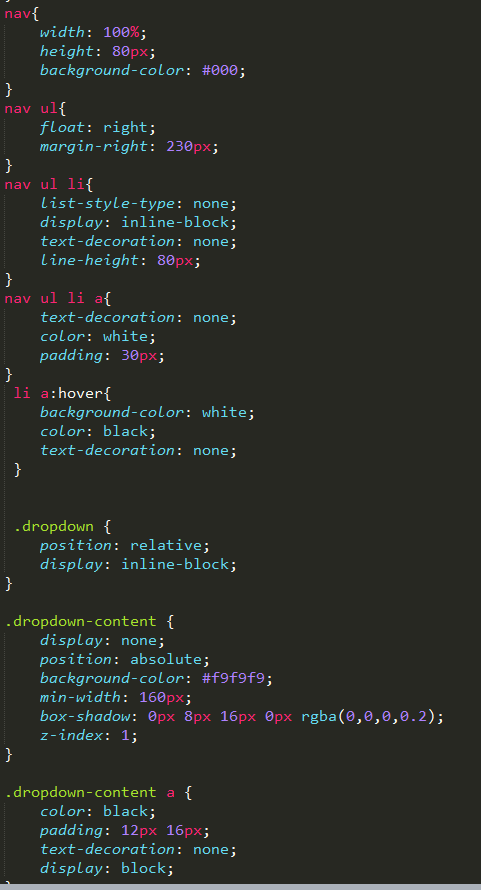 nav{
    width: 100%;
    height: 80px;
    background-color: #000;
}
nav ul{
    float: right;
    margin-right: 230px;
}
nav ul li{
    list-style-type: none;
    display: inline-block;
    text-decoration: none;
    line-height: 80px;
}
nav ul li a{
    text-decoration: none;
    color: white;
    padding: 30px;
}
 li a:hover{
    background-color: white;
    color: black;
    text-decoration: none;
 }
 .dropdown {
    position: relative;
    display: inline-block;
}
.dropdown-content {
    display: none;
    position: absolute;
    background-color: #f9f9f9;
    min-width: 160px;
    box-shadow: 0px 8px 16px 0px rgba(0,0,0,0.2);
    z-index: 1;
}
.dropdown-content a {
    color: black;
    padding: 12px 16px;
    text-decoration: none;
    display: block;